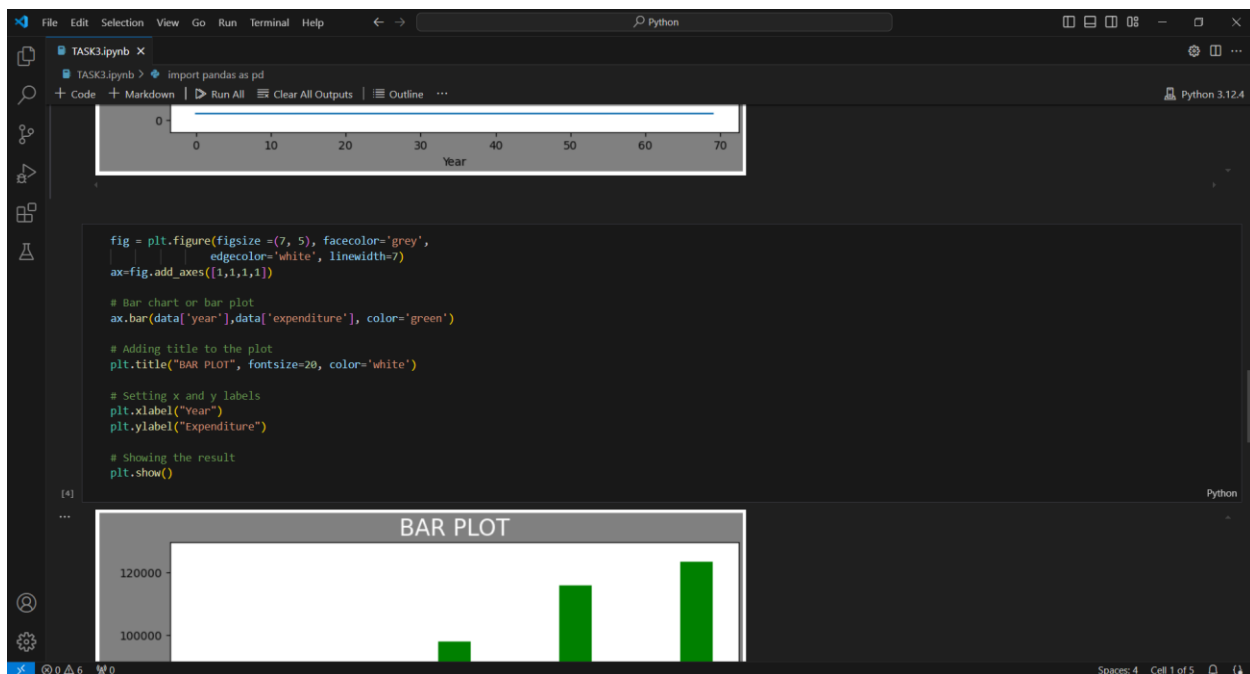 File Edit Selection View Go Run Terminal Help
Python
TASK3.ipynb
TASK3.ipynb > import pandas as pd
+ Code + Markdown | Run All Clear All Outputs | Outline ...
Python 3.12.4
0
0 10 20 30 40 50 60 70
Year
fig = plt.figure(figsize =(7, 5), facecolor='grey',
edgecolor='white', linewidth=7)
ax=fig.add_axes([1,1,1,1])
# Bar chart or bar plot
ax.bar(data['year'],data['expenditure'], color='green')
# Adding title to the plot
plt.title("BAR PLOT", fontsize=20, color='white')
# Setting x and y labels
plt.xlabel("Year")
plt.ylabel("Expenditure")
# Showing the result
plt.show()
[4]
Python
...
BAR PLOT
120000
100000
0 6 0
Spaces: 4 Cell 1 of 5